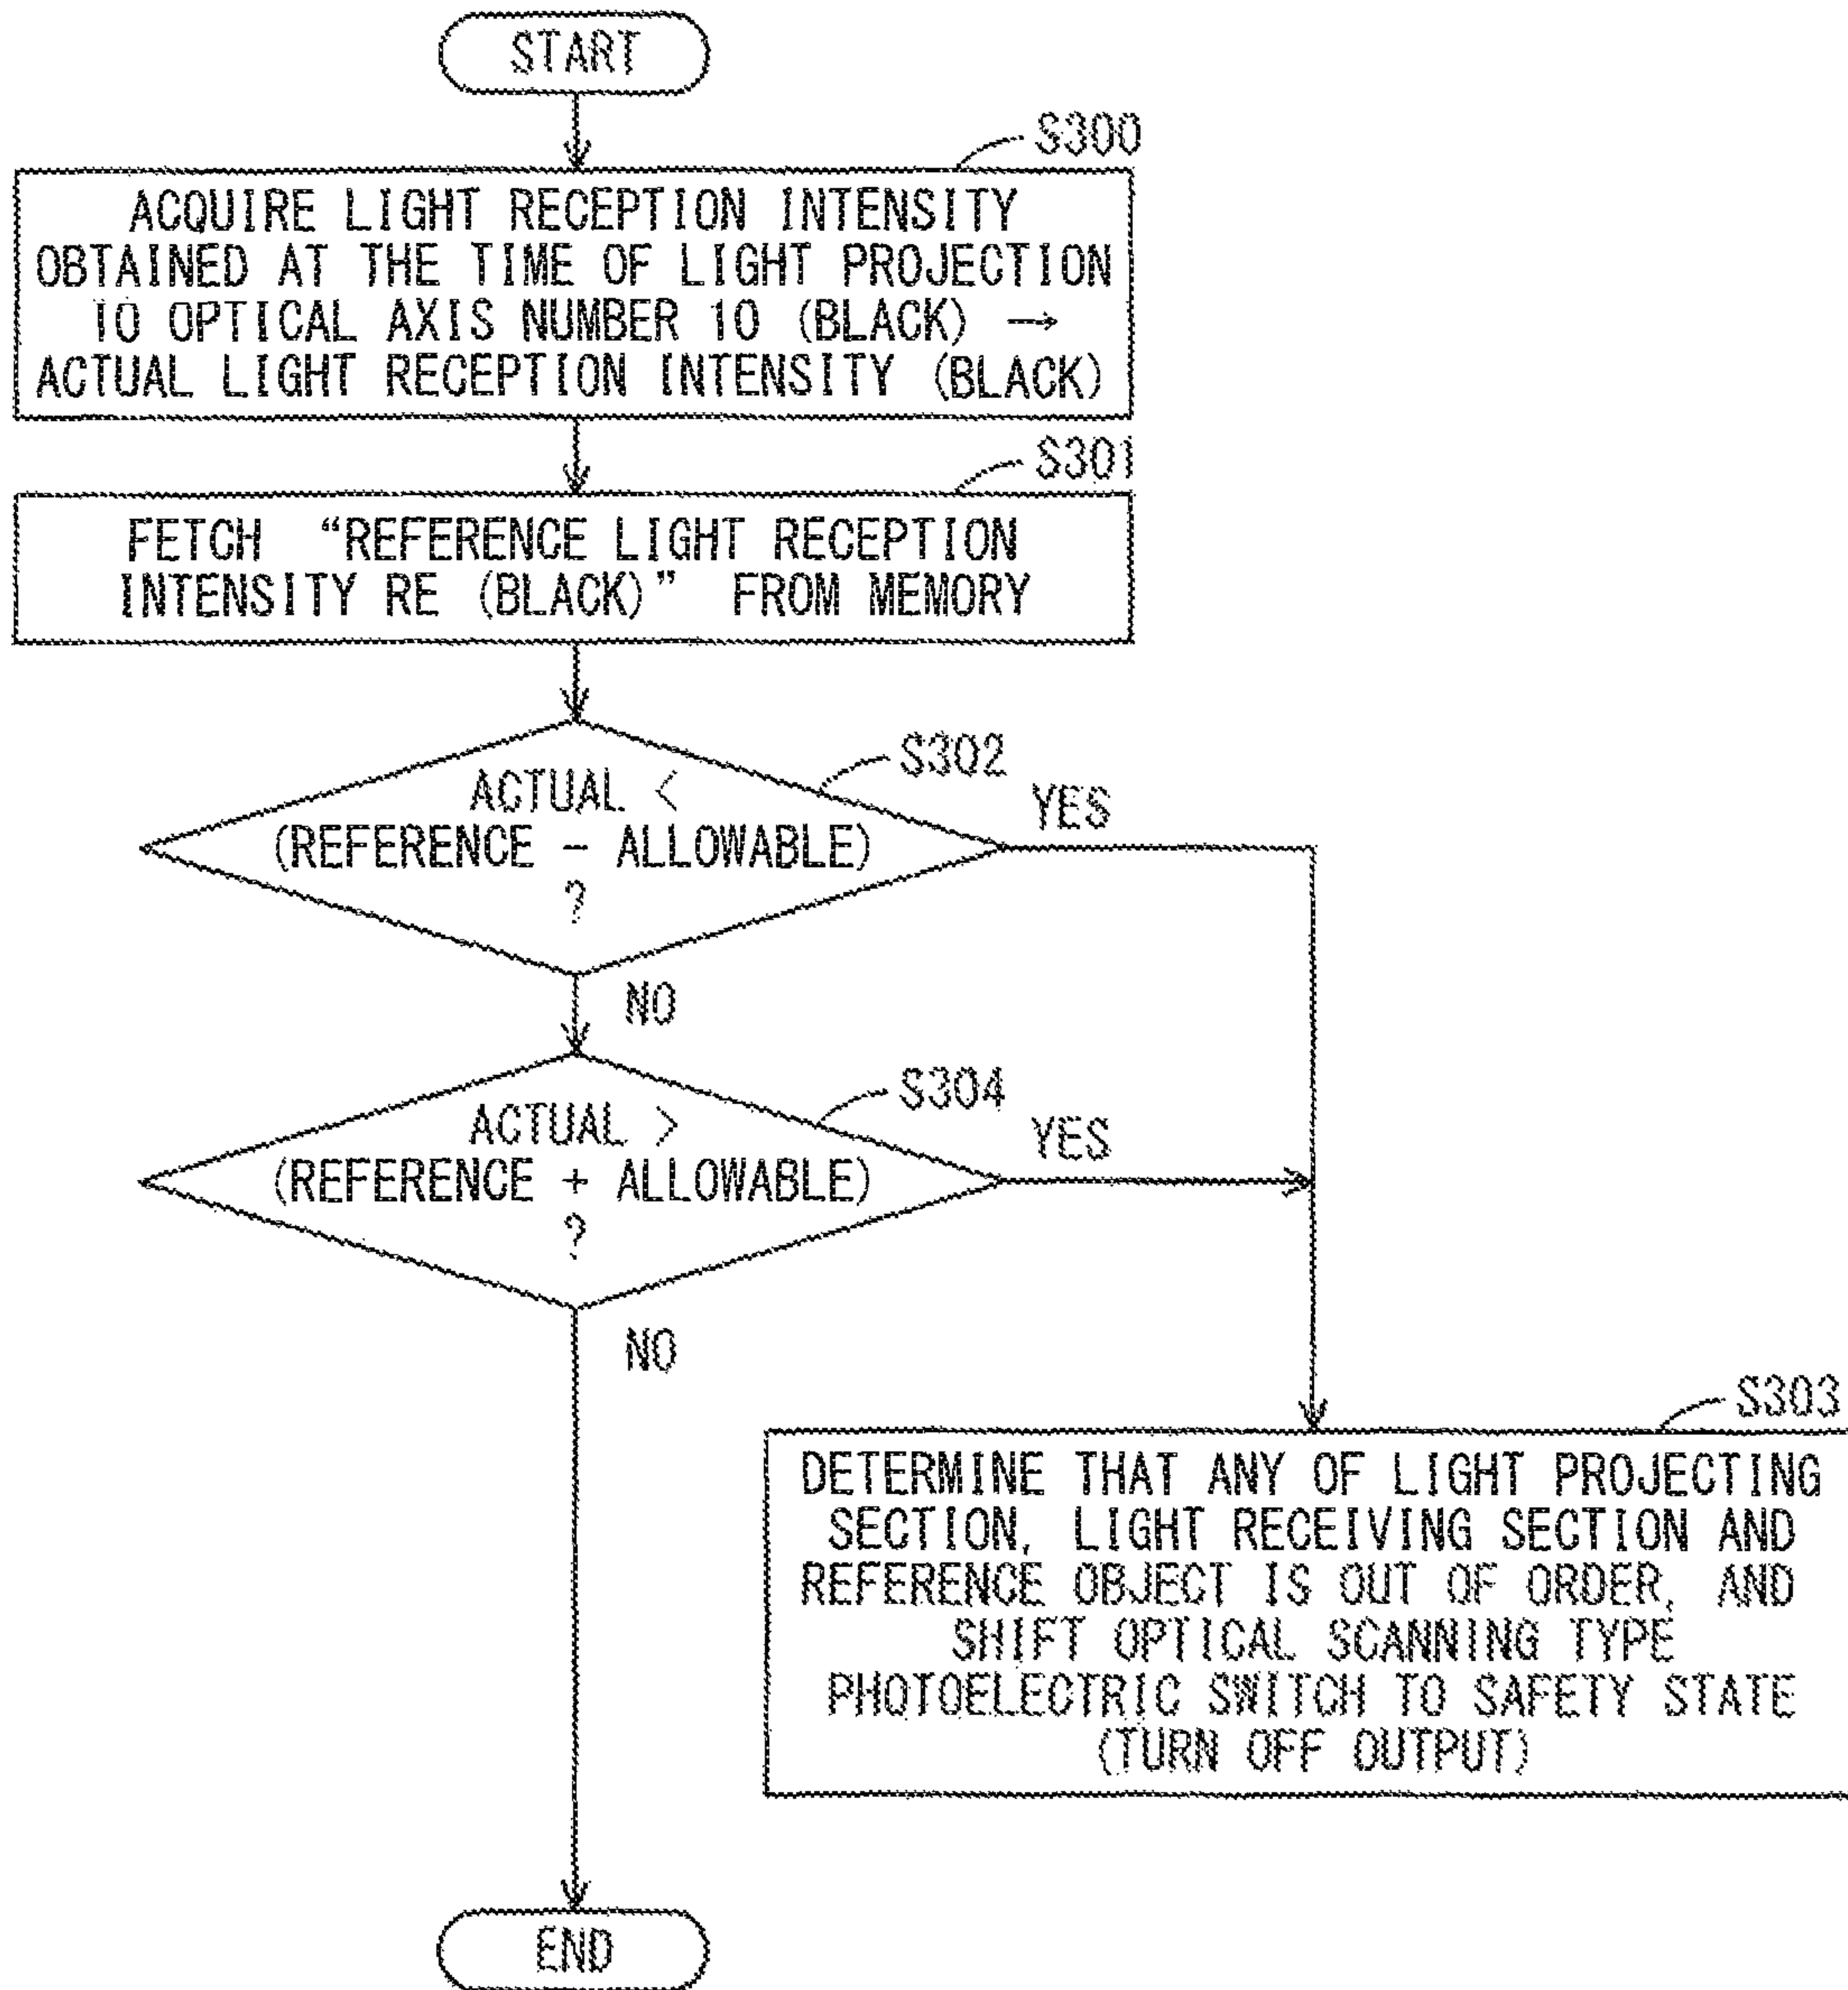 START
S300
ACQUIRE LIGHT RECEPTION INTENSITY
OBTAINED AT THE TIME OF LIGHT PROJECTION
TO OPTICAL AXIS NUMBER 10 (BLACK) →
ACTUAL LIGHT RECEPTION INTENSITY (BLACK)
S301
FETCH “REFERENCE LIGHT RECEPTION
INTENSITY RE (BLACK)” FROM MEMORY
S302
ACTUAL <
(REFERENCE - ALLOWABLE)
?
YES
NO
S304
ACTUAL >
(REFERENCE + ALLOWABLE)
?
YES
NO
S303
DETERMINE THAT ANY OF LIGHT PROJECTING
SECTION, LIGHT RECEIVING SECTION AND
REFERENCE OBJECT IS OUT OF ORDER, AND
SHIFT OPTICAL SCANNING TYPE
PHOTOELECTRIC SWITCH TO SAFETY STATE
(TURN OFF OUTPUT)
END